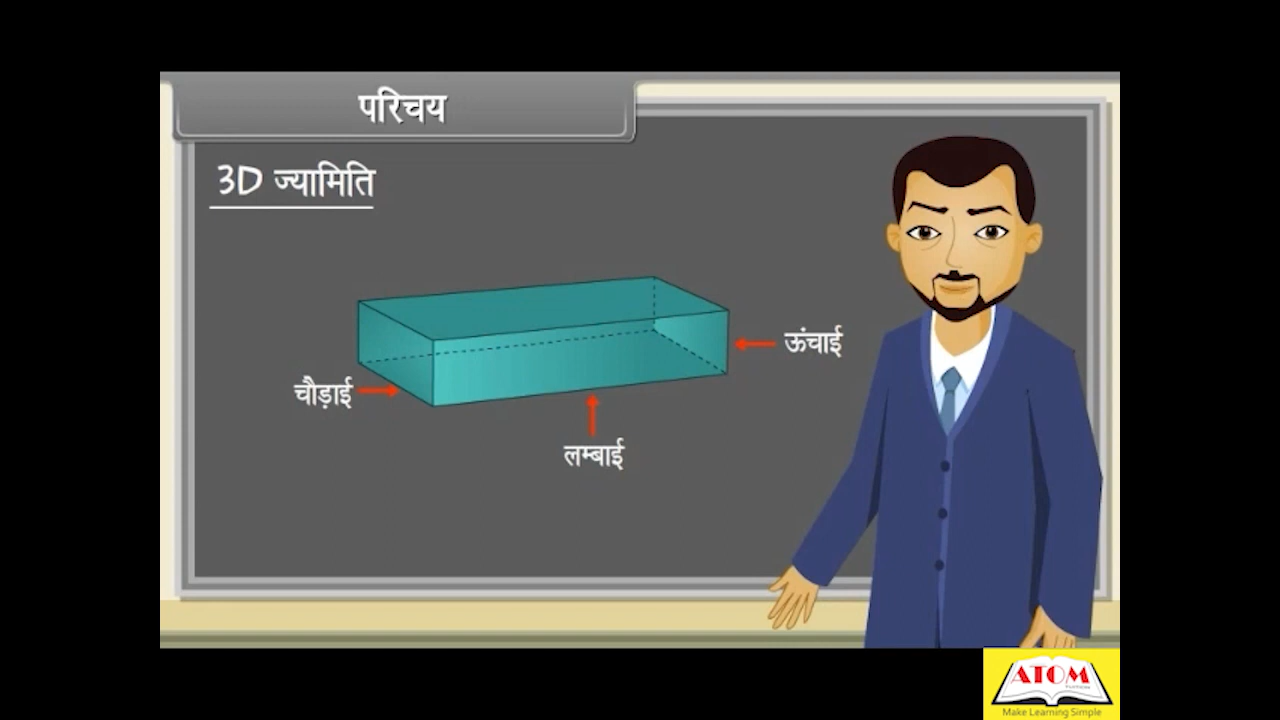 परिचय
3D ज्यामिति
ऊंचाई
चौड़ाई
लम्बाई
ATOM
Make Learning Simple